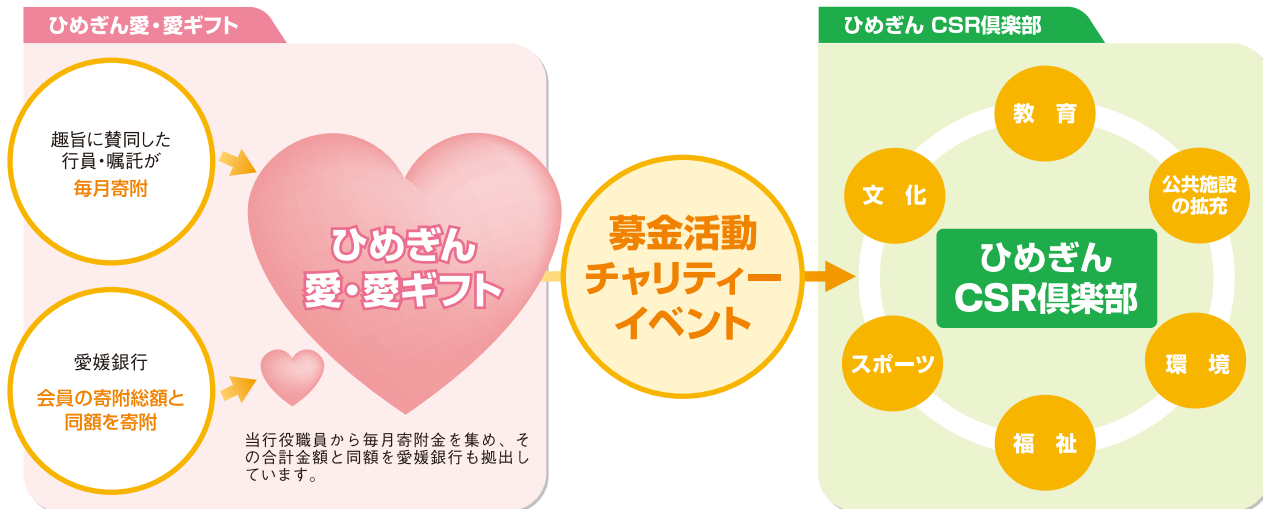 ひめぎん愛・愛ギフト
趣旨に賛同した
行員・嘱託が
毎月寄附
愛媛銀行
会員の寄附総額と
同額を寄附
ひめぎん
愛・愛ギフト
当行役職員から毎月寄附金を集め、そ
の合計金額と同額を愛媛銀行も拠出し
ています。
募金活動
チャリティー
イベント
ひめぎん CSR倶楽部
教　育
文　化
公共施設
の拡充
ひめぎん
CSR倶楽部
スポーツ
環　境
福　祉